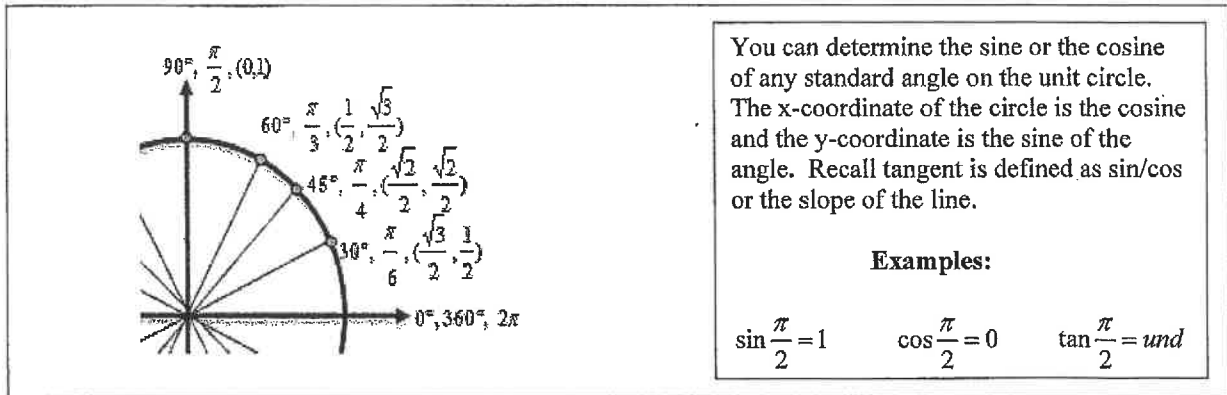 90°, π/2, (0,1)
60°, π/3, (1/2, √3/2)
45°, π/4, (√2/2, √2/2)
30°, π/6, (√3/2, 1/2)
0°, 360°, 2π
You can determine the sine or the cosine
of any standard angle on the unit circle.
The x-coordinate of the circle is the cosine
and the y-coordinate is the sine of the
angle. Recall tangent is defined as sin/cos
or the slope of the line.
Examples:
sin π/2 = 1 cos π/2 = 0 tan π/2 = und